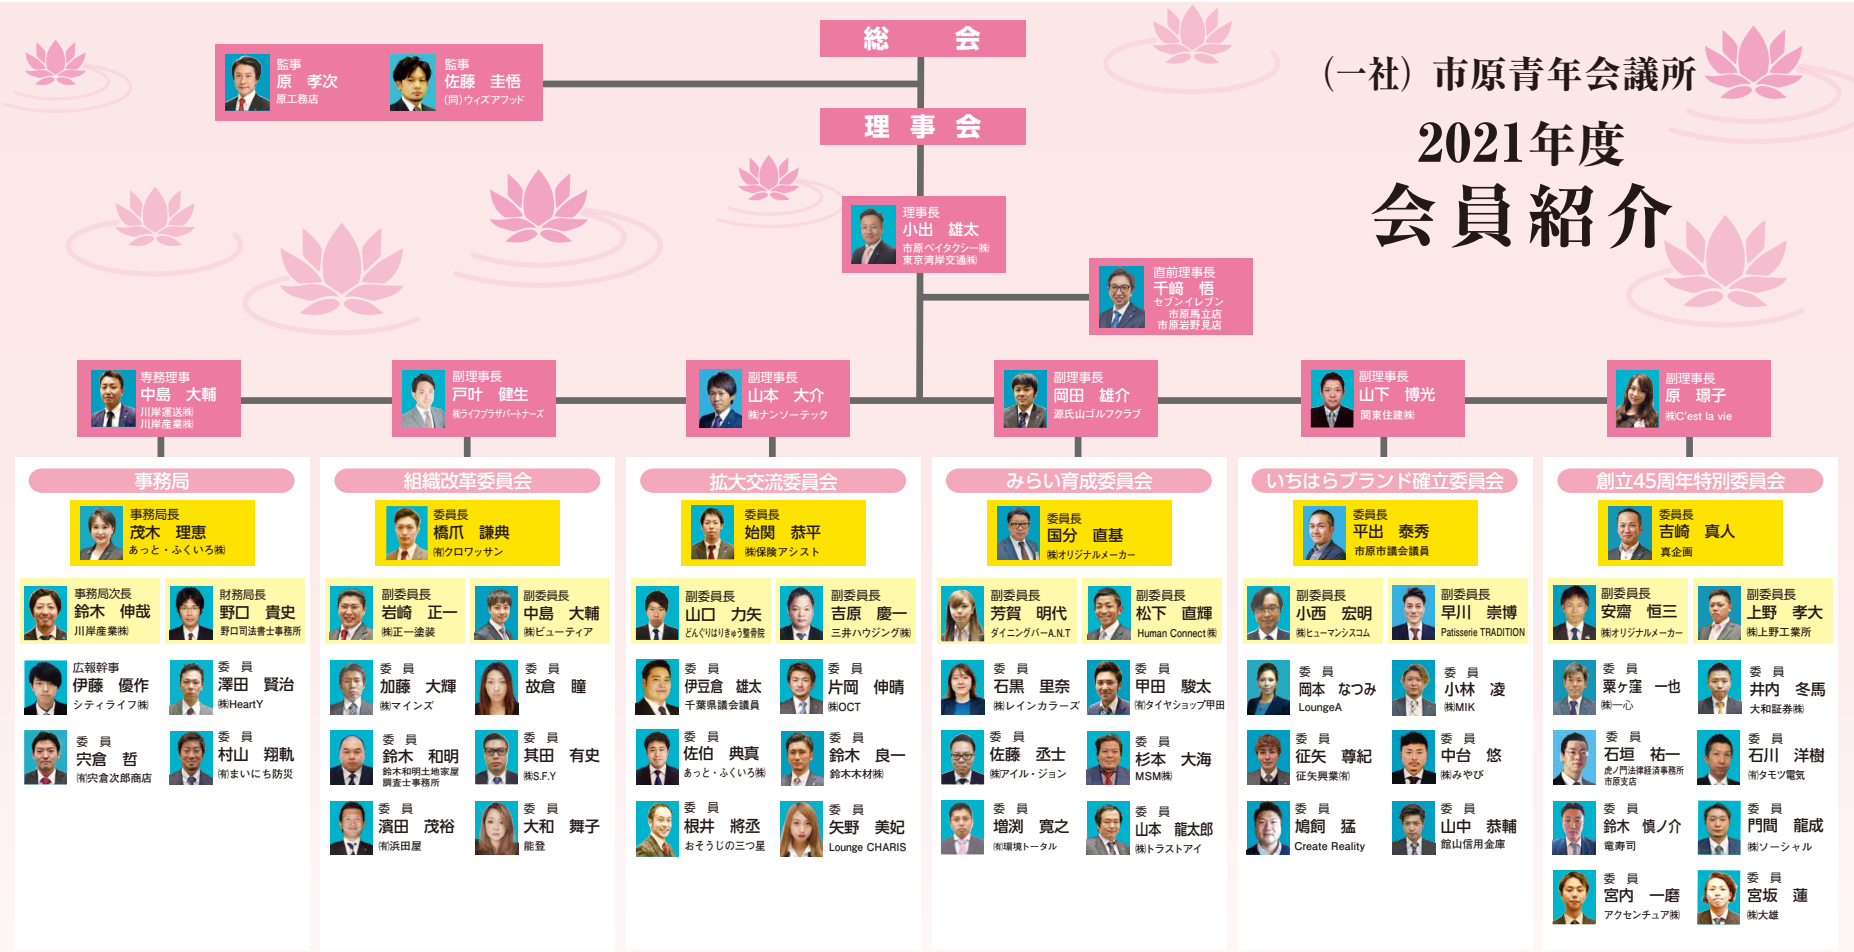 (一社) 市原青年会議所
2021年度
会員紹介
総　会
監事
原　孝次
原工務店
監事
佐藤　圭悟
(同)ウィズアフッド
理　事　会
理事長
小出　雄太
市原ベイタクシー㈱
東京湾岸交通㈱
直前理事長
千﨑　悟
セブンイレブン
市原馬立店
市原岩野見店
専務理事
中島　大輔
川岸運送㈱
川岸産業㈱
副理事長
戸叶　健生
㈱ライフプラザパートナーズ
副理事長
山本　大介
㈱ナンソーテック
副理事長
岡田　雄介
源氏山ゴルフクラブ
副理事長
山下　博光
関東住建㈱
副理事長
原　環子
㈱C'est la vie
事務局
事務局長
茂木　理恵
あっと・ふくいろ㈱
事務局次長
鈴木　伸哉
川岸産業㈱
財務局長
野口　貴史
野口司法書士事務所
広報幹事
伊藤　優作
シティライフ㈱
委　員
澤田　賢治
㈱HeartY
委　員
宍倉　哲
㈲宍倉次郎商店
委　員
村山　翔軌
㈲まいにち防災
組織改革委員会
委員長
橋爪　謙典
㈲クロワッサン
副委員長
岩崎　正一
㈱正一塗装
副委員長
中島　大輔
㈱ビューティア
委　員
加藤　大輝
㈱マインズ
委　員
故倉　瞳
委　員
鈴木　和明
鈴木和明土地家屋
調査士事務所
委　員
其田　有史
㈱S.F.Y
委　員
濱田　茂裕
㈲浜田屋
委　員
大和　舞子
能登
拡大交流委員会
委員長
始関　恭平
㈱保険アシスト
副委員長
山口　力矢
どんぐりはりきゅう整骨院
副委員長
吉原　慶一
三井ハウジング㈱
委　員
伊豆倉　雄太
千葉県議会議員
委　員
片岡　伸晴
㈱OCT
委　員
佐伯　典真
あっと・ふくいろ㈱
委　員
鈴木　良一
鈴木木材㈱
委　員
根井　將丞
おそうじの三つ星
委　員
矢野　美妃
Lounge CHARIS
みらい育成委員会
委員長
国分　直基
㈱オリジナルメーカー
副委員長
芳賀　明代
ダイニングバーA.N.T
副委員長
松下　直輝
Human Connect㈱
委　員
石黒　里奈
㈱レインカラーズ
委　員
甲田　駿太
㈲タイヤショップ甲田
委　員
佐藤　丞士
㈱アイル・ジョン
委　員
杉本　大海
MSM㈱
委　員
増渕　寛之
㈲環境トータル
委　員
山本　龍太郎
㈱トラストアイ
いちはらブランド確立委員会
委員長
平出　泰秀
市原市議会議員
副委員長
小西　宏明
㈱ヒューマンシスコム
副委員長
早川　崇博
Patisserie TRADITION
委　員
岡本　なつみ
LoungeA
委　員
小林　凌
㈱MIK
委　員
征矢　尊紀
征矢興業㈲
委　員
中台　悠
㈱みやび
委　員
鳩飼　猛
Create Reality
委　員
山中　恭輔
館山信用金庫
創立45周年特別委員会
委員長
吉崎　真人
真企画
副委員長
安齋　恒三
㈱オリジナルメーカー
副委員長
上野　孝大
㈱上野工業所
委　員
粟ヶ窪　一也
㈱一心
委　員
井内　冬馬
大和証券㈱
委　員
石垣　祐一
虎ノ門法律経済事務所
市原支店
委　員
石川　洋樹
㈲タモツ電気
委　員
鈴木　慎ノ介
竜寿司
委　員
門間　龍成
㈱ソーシャル
委　員
宮内　一磨
アクセンチュア㈱
委　員
宮坂　蓮
㈱大雄